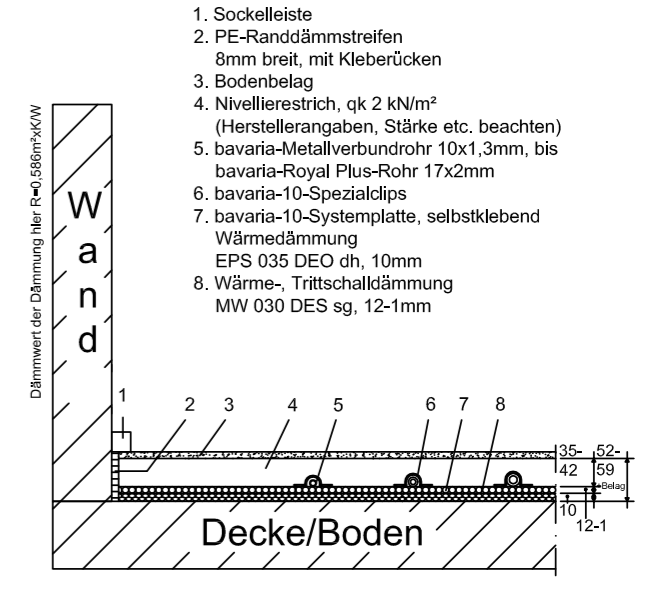 1. Sockelleiste
2. PE-Randdämmstreifen
8mm breit, mit Kleberücken
3. Bodenbelag
4. Nivellierestrich, qk 2 kN/m²
(Herstellerangaben, Stärke etc. beachten)
5. bavaria-Metallverbundrohr 10x1,3mm, bis
bavaria-Royal Plus-Rohr 17x2mm
6. bavaria-10-Spezialclips
7. bavaria-10-Systemplatte, selbstklebend
Wärmedämmung
EPS 035 DEO dh, 10mm
8. Wärme-, Trittschalldämmung
MW 030 DES sg, 12-1mm
Dämmwert der Dämmung hier R=0,586m²xK/W
Wand
1
2 3 4 5 6 7 8
35- 52-
42 59
-Belag
10
12-1
Decke/Boden